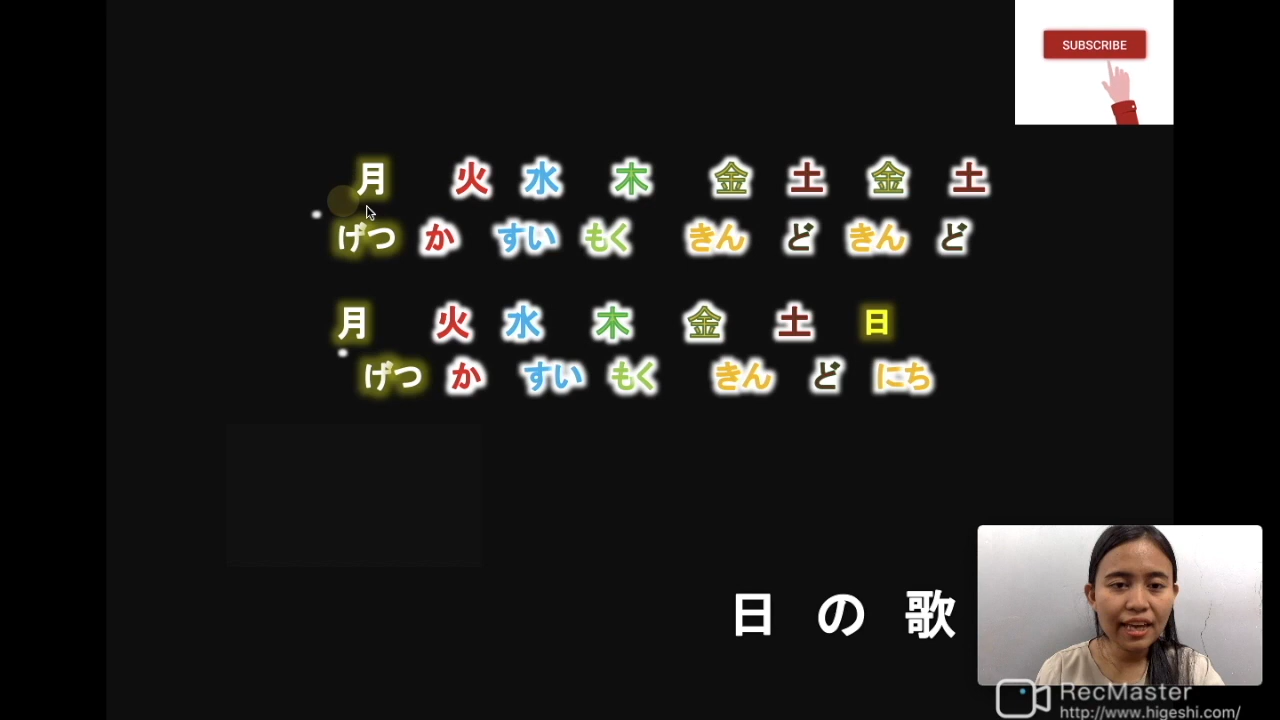 SUBSCRIBE
月 火 水 木 金 土 金 土
げつ か すい もく きん ど きん ど
月 火 水 木 金 土 日
げつ か すい もく きん ど にち
日 の 歌
RecMaster
http://www.higeshi.com/